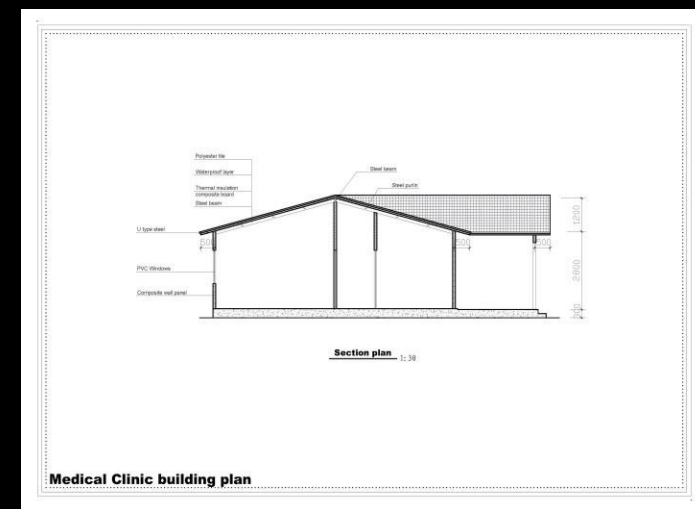 Polyester tile
Waterproof layer
Thermal insulation
composite board
Steel beam
Steel beam
Steel purlin
U type steel
PVC Windows
Composite wall panel
500
500
500
1200
2800
300
Section plan 1:30
Medical Clinic building plan